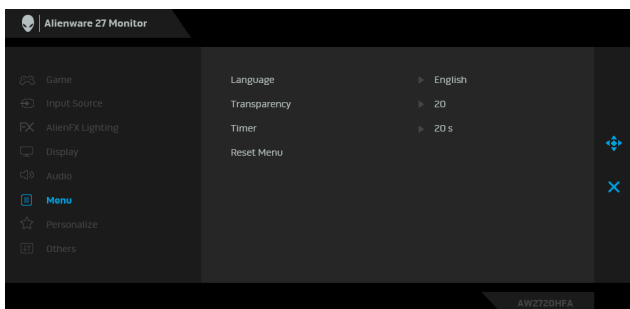 Alienware 27 Monitor
Game
Input Source
FX AlienFX Lighting
Display
Audio
Menu
Personalize
Others
Language English
Transparency 20
Timer 20 s
Reset Menu
AW2720HFA